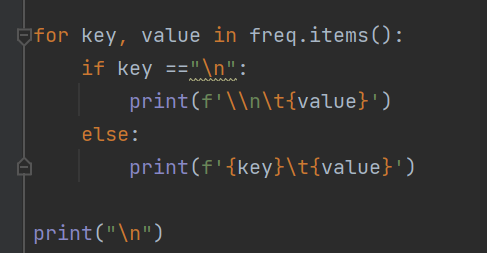 for key, value in freq.items():
    if key =="\n":
        print(f'\\n\t{value}')
    else:
        print(f'{key}\t{value}')

print("\n")